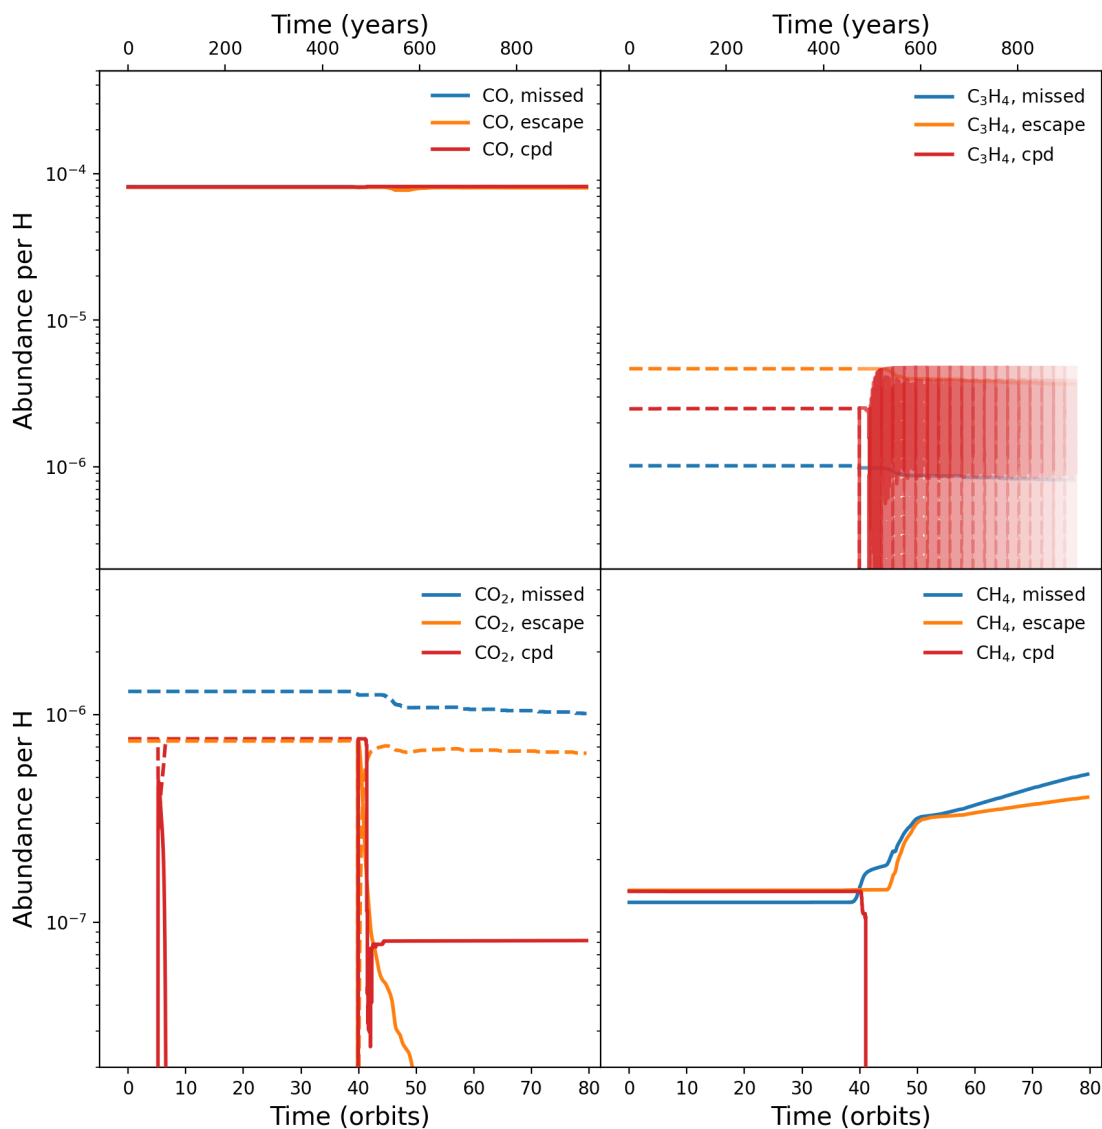 Time (years)
Time (years)
0 200 400 600 800
0 200 400 600 800
CO, missed
CO, escape
CO, cpd
C₃H₄, missed
C₃H₄, escape
C₃H₄, cpd
Abundance per H
10⁻⁴
10⁻⁵
10⁻⁶
CO₂, missed
CO₂, escape
CO₂, cpd
CH₄, missed
CH₄, escape
CH₄, cpd
Abundance per H
10⁻⁶
10⁻⁷
0 10 20 30 40 50 60 70 80
0 10 20 30 40 50 60 70 80
Time (orbits)
Time (orbits)